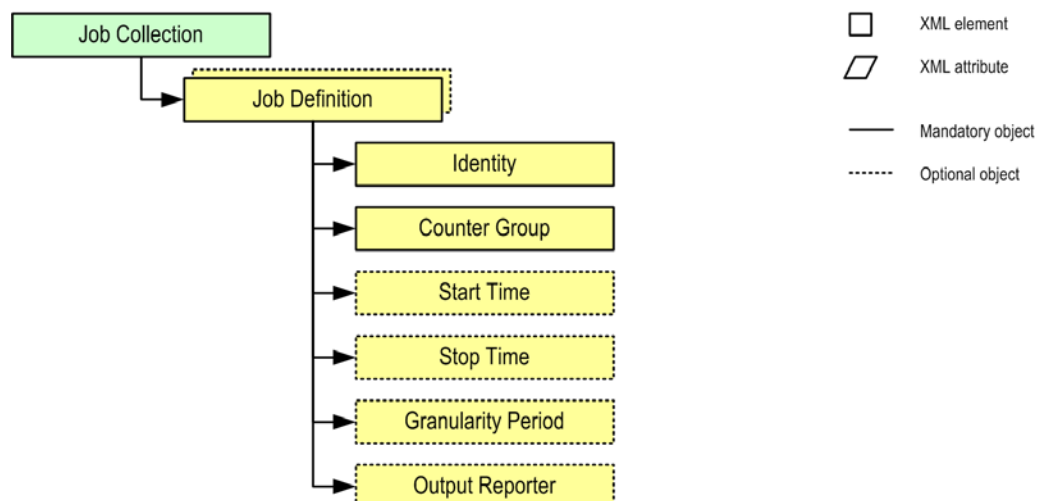 Job Collection
Job Definition
Identity
Counter Group
Start Time
Stop Time
Granularity Period
Output Reporter
XML element
XML attribute
Mandatory object
Optional object